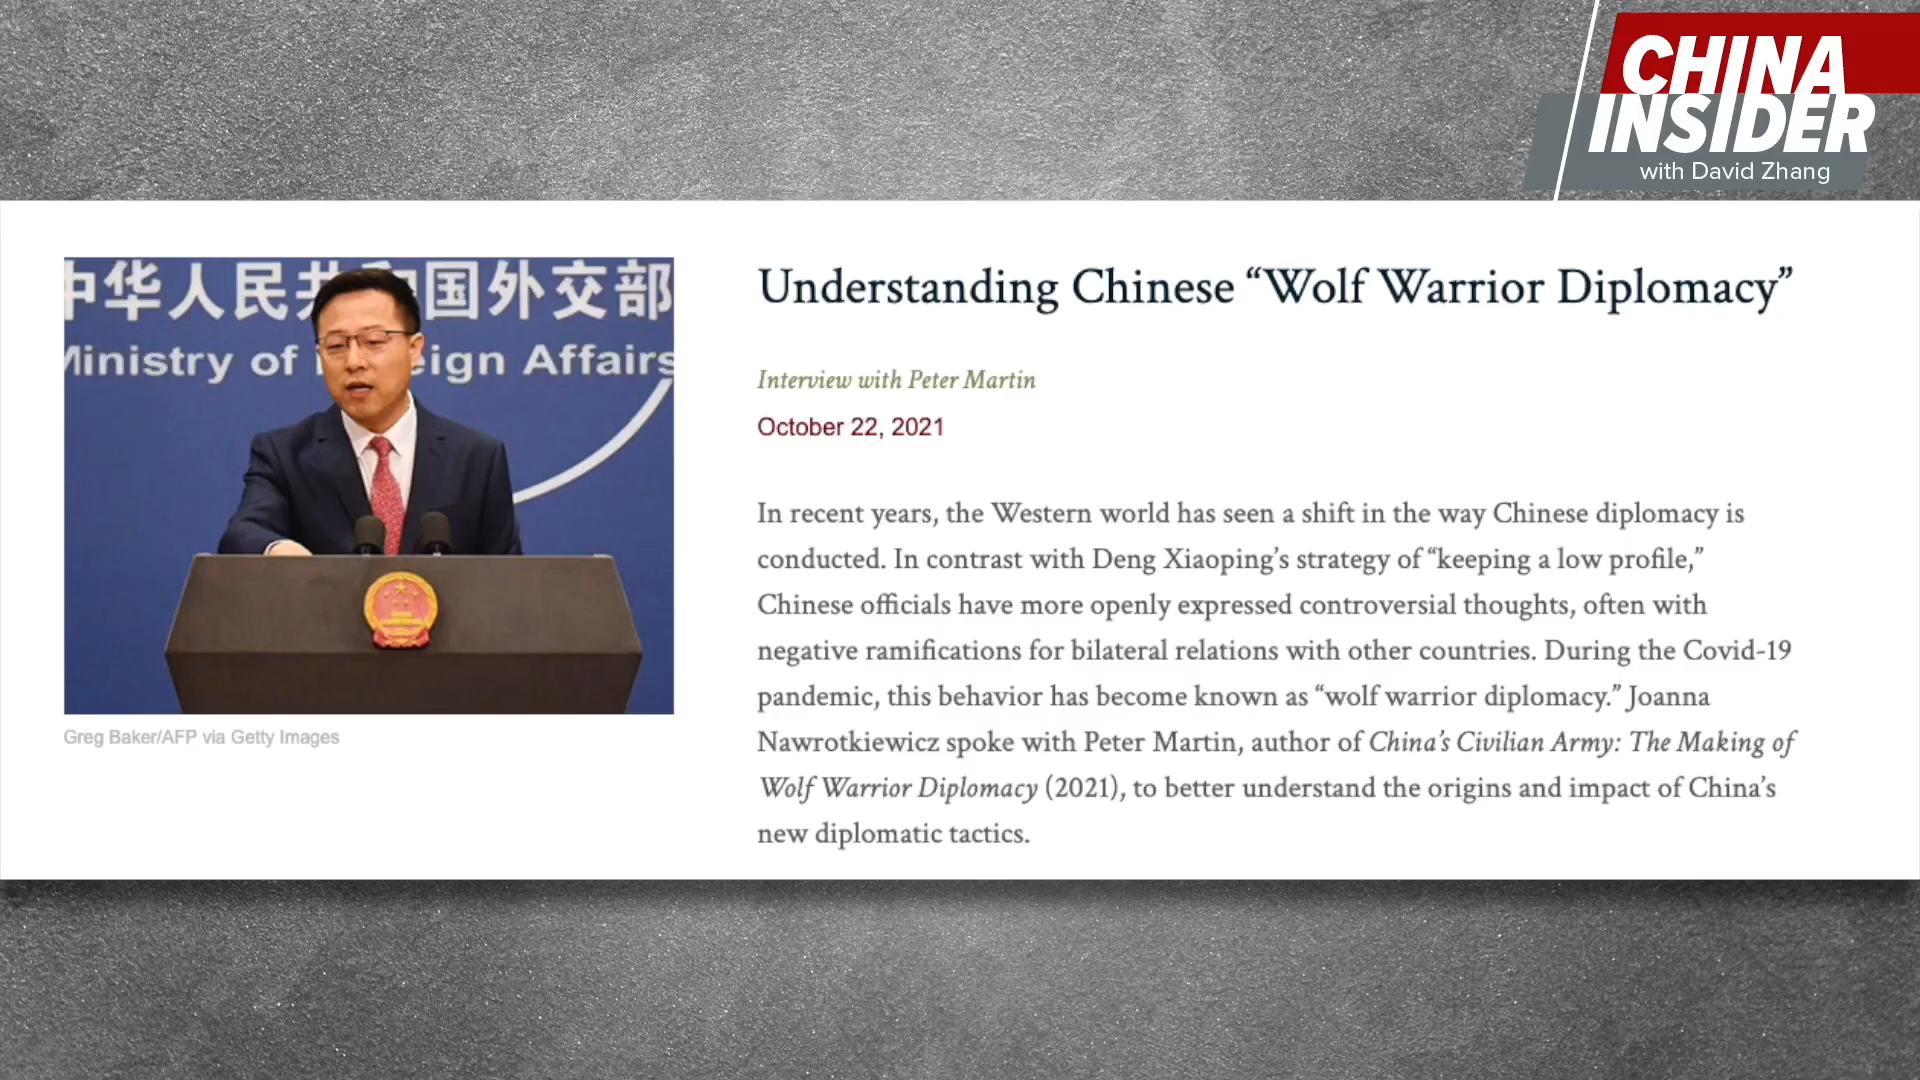 CHINA
INSIDER
with David Zhang
中华人民共和国外交部
Ministry of Foreign Affairs
Greg Baker/AFP via Getty Images
Understanding Chinese “Wolf Warrior Diplomacy”
Interview with Peter Martin
October 22, 2021
In recent years, the Western world has seen a shift in the way Chinese diplomacy is
conducted. In contrast with Deng Xiaoping’s strategy of “keeping a low profile,”
Chinese officials have more openly expressed controversial thoughts, often with
negative ramifications for bilateral relations with other countries. During the Covid-19
pandemic, this behavior has become known as “wolf warrior diplomacy.” Joanna
Nawrotkiewicz spoke with Peter Martin, author of China’s Civilian Army: The Making of
Wolf Warrior Diplomacy (2021), to better understand the origins and impact of China’s
new diplomatic tactics.